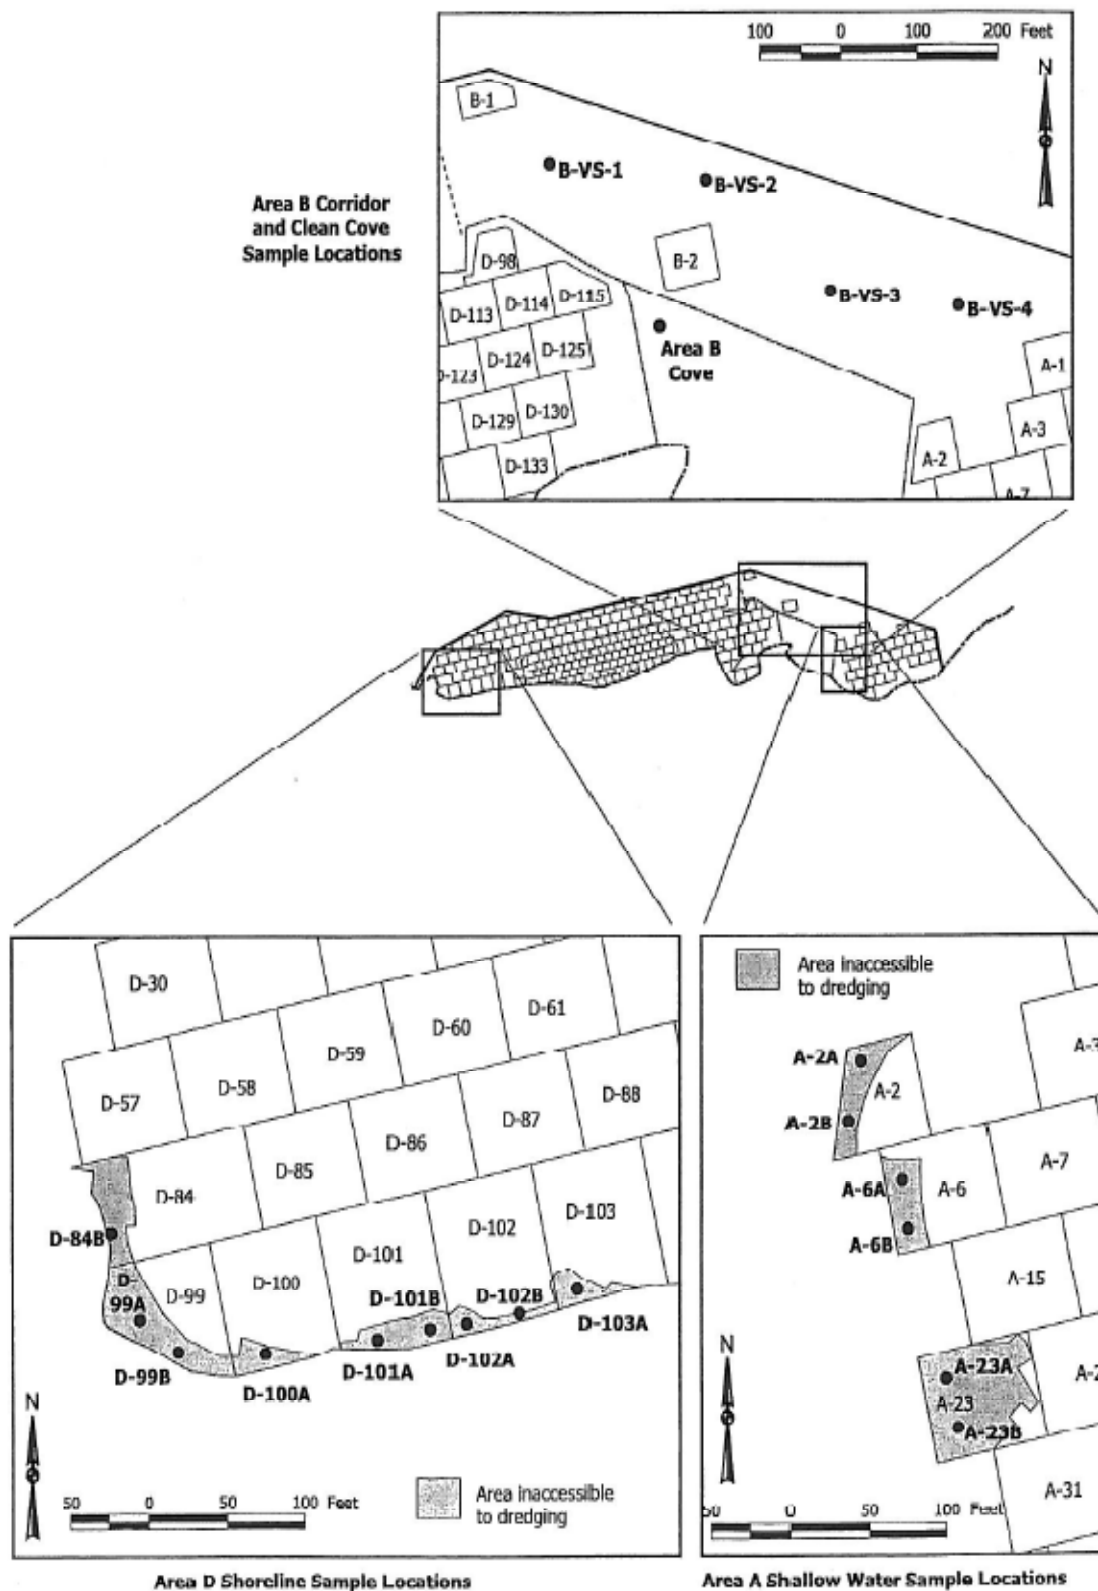 100 0 100 200 Feet
N
B-1
B-VS-1
B-VS-2
Area B Corridor
and Clean Cove
Sample Locations
D-98
B-2
D-113
D-114
D-115
B-VS-3
B-VS-4
Area B
Cove
D-124
D-125
A-1
D-129
D-130
A-3
D-133
A-2
A-7
D-30
D-61
D-60
D-59
D-58
D-57
D-88
D-87
D-86
D-85
D-84
D-84B
D-103
D-102
D-101
D-100
D-99
D-
99A
D-101B
D-102B
D-103A
D-99B
D-100A
D-101A
D-102A
N
50 0 50 100 Feet
Area inaccessible
to dredging
Area D Shoreline Sample Locations
Area inaccessible
to dredging
A-2A
A-2
A-2B
A-7
A-6A
A-6
A-6B
A-15
A-23A
A-23
A-23B
N
A-31
50 0 50 100 Feet
Area A Shallow Water Sample Locations